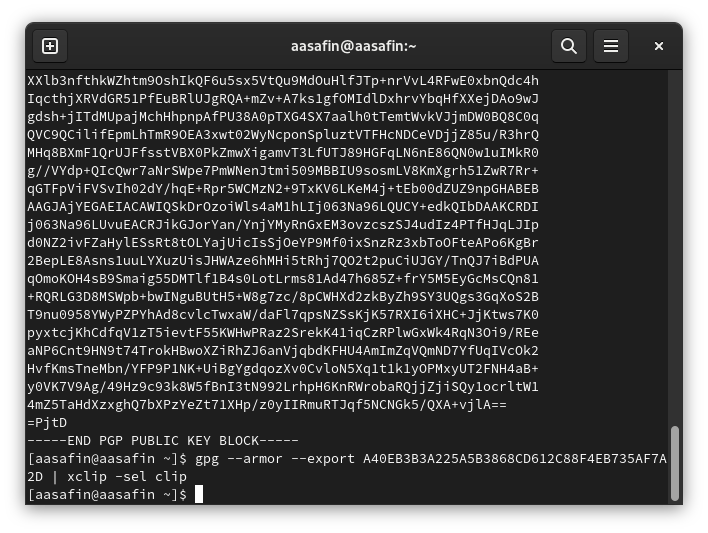 aasafin@aasafin:~
XXlb3nfthkWZhtm9OshIkQF6u5sx5VtQu9MdOuHlfJTp+nrVvL4RFwE0xbnQdc4h
IqcthjXRVdGR51PfEuBRlUJgRQA+mZv+A7ks1gfOMIdlDxhrvYbqHfXXejDAo9wJ
gdsh+jITdMUpajMchHhpnpAfPU38A0pTXG4SX7aalh0tTemtWvkVJjmDW0BQ8C0q
QVC9QCilifEpmLhTmR9OEA3xwt02WyNcponSpluztVTFHcNDCeVDjjZ85u/R3hrQ
MHq8BXmF1QrUJFfsstVBX0PkZmwXigamvT3LfUTJ89HGFqLN6nE86QN0w1uIMkR0
g//VYdp+QIcQwr7aNrSWpe7PmWNenJtmi509MBBIU9sosmLV8KmXgrh51ZwR7Rr+
qGTFpViFVSvIh02dY/hqE+Rpr5WCMzN2+9TxKV6LKeM4j+tEb00dZUZ9npGHABEB
AAGJAjYEGAEIACAWIQSkDrOzoiWls4aM1hLIj063Na96LQUCY+edkQIbDAAKCRDI
j063Na96LUvuEACRJikGJorYan/YnjYMyRnGxEM3ovzcszSJ4udIz4PTfHJqLJIp
d0NZ2ivFZaHylESsRt8tOLYajUicIsSjOeYP9Mf0ixSnzRz3xbToOFteAPo6KgBr
2BepLE8Asns1uuLYXuzUisJHWAze6hMHi5tRhj7QO2t2puCiUJGY/TnQJ7iBdPUA
qOmoKOH4sB9Smaig55DMTlf1B4s0LotLrms81Ad47h685Z+frY5M5EyGcMsCQn81
+RQRLG3D8MSWpb+bwINguBUtH5+W8g7zc/8pCWHXd2zkByZh9SY3UQgs3GqXoS2B
T9nu0958YWyPZPYhAd8cvlcTwxaW/daFl7qpsNZSsKjK57RXI6iXHC+JjKtws7K0
pyxtcjKhCdfqV1zT5ievtF55KWHwPRaz2SrekK41iqCzRPlwGxWk4RqN3Oi9/REe
aNP6Cnt9HN9t74TrokHBwoXZiRhZJ6anVjqbdKFHU4AmImZqVQmND7YfUqIVcOk2
HvfKmsTneMbn/YFP9P1NK+UiBgYgdqozXv0CvloN5Xq1t1k1yOPMxyUT2FNH4aB+
y0VK7V9Ag/49Hz9c93k8W5fBnI3tN992LrhpH6KnRWrobaRQjjZjiSQy1ocrltW1
4mZ5TaHdXzxghQ7bXPzYeZt71XHp/z0yIIRmuRTJqf5NCNGk5/QXA+vjlA==
=PjtD
-----END PGP PUBLIC KEY BLOCK-----
[aasafin@aasafin ~]$ gpg --armor --export A40EB3B3A225A5B3868CD612C88F4EB735AF7A
2D | xclip -sel clip
[aasafin@aasafin ~]$